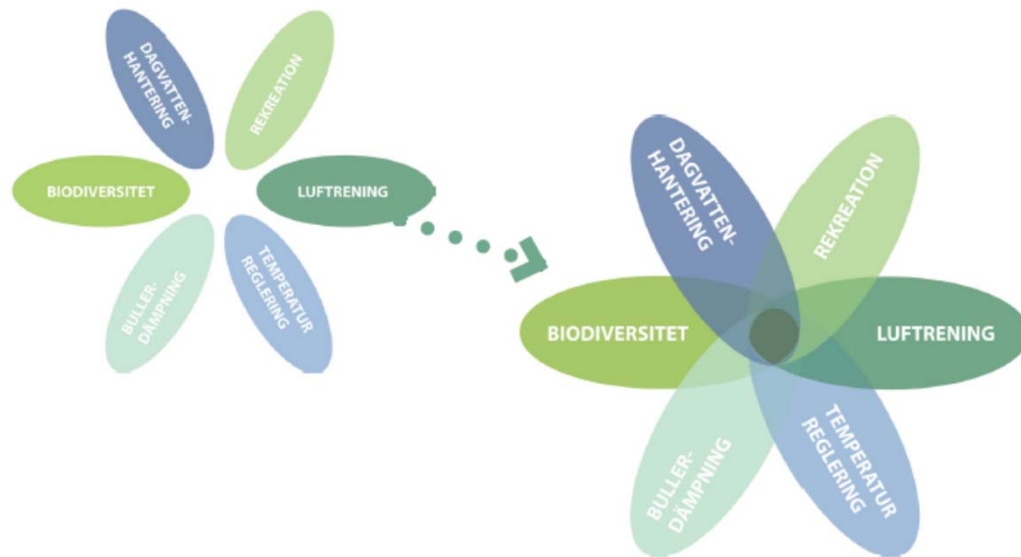 DAGVATTEN-
HANTERING
REKREATION
BIODIVERSITET
LUFTRENING
BULLER-
DÄMPNING
TEMPERATUR
REGLERING
DAGVATTEN-
HANTERING
REKREATION
BIODIVERSITET
LUFTRENING
BULLER-
DÄMPNING
TEMPERATUR
REGLERING